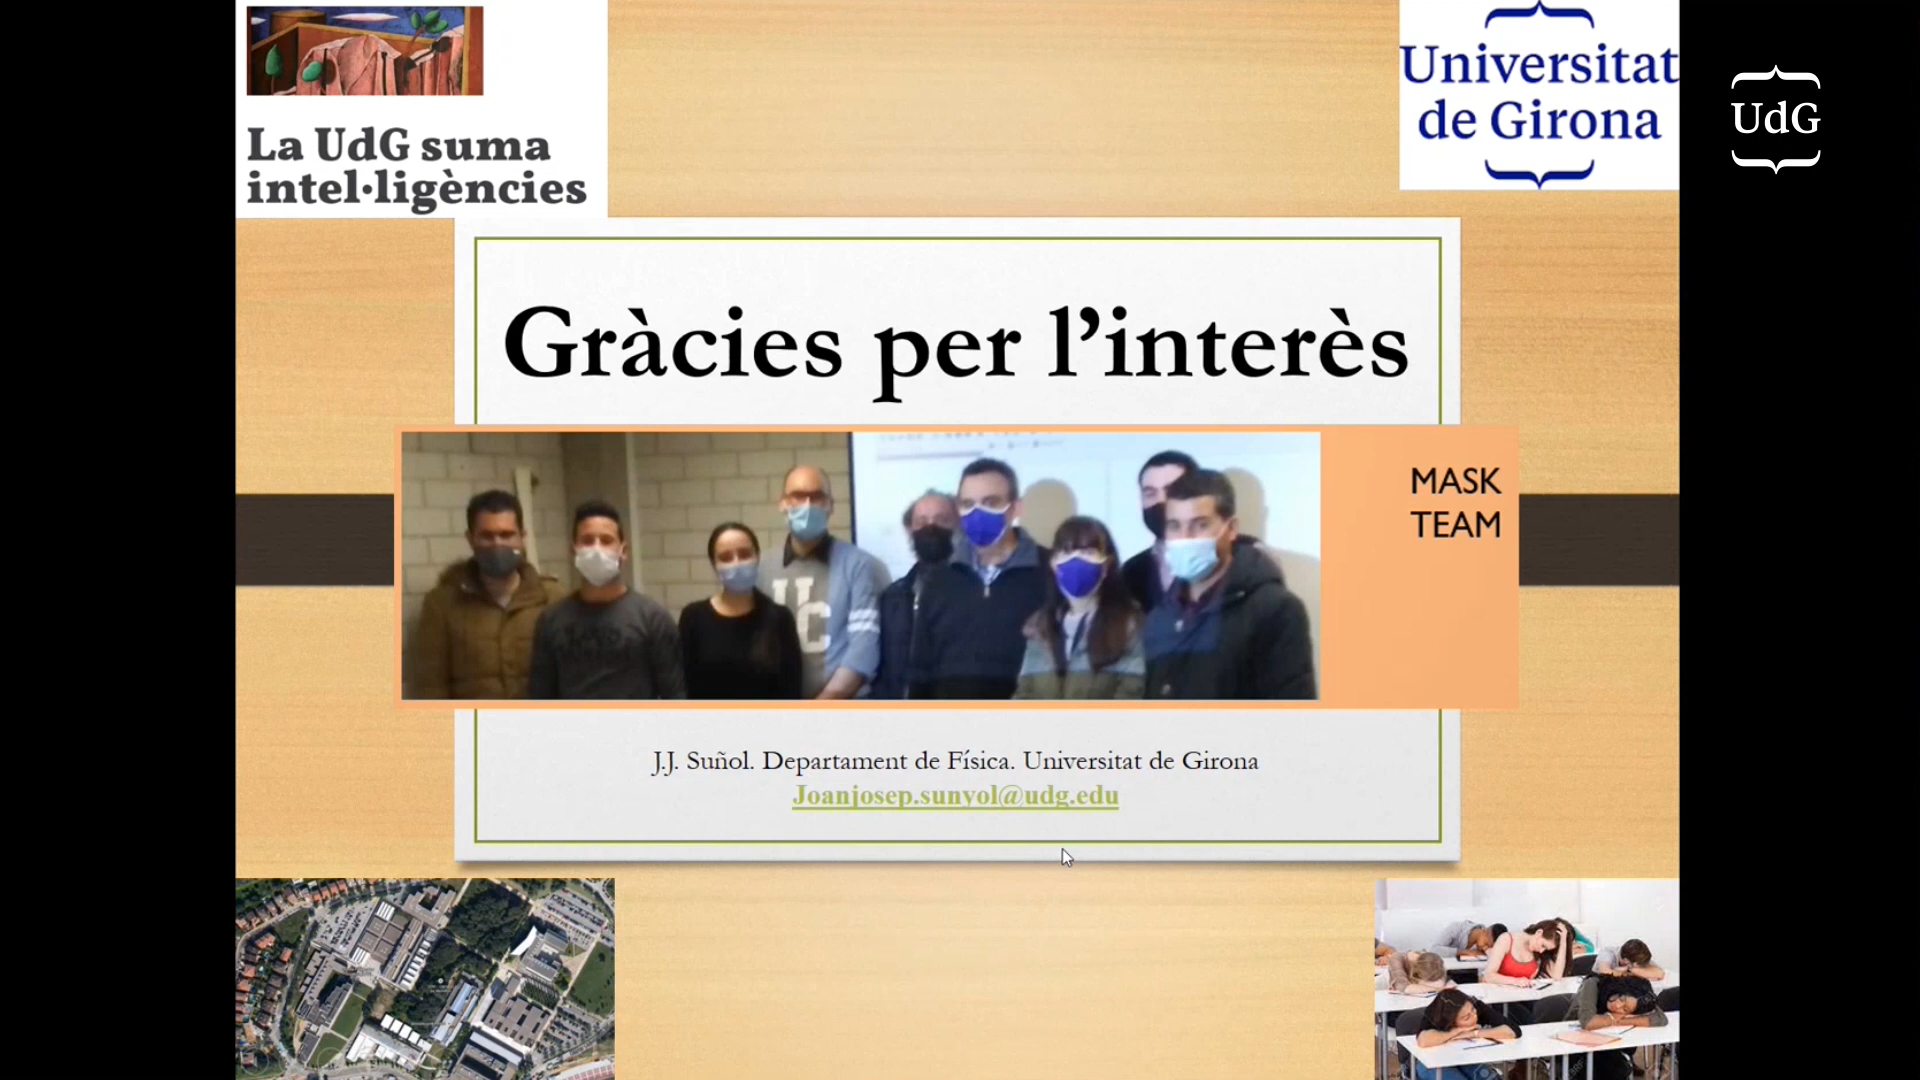 La UdG suma
intel·ligències
Universitat
de Girona
UdG
Gràcies per l’interès
MASK
TEAM
UC
J.J. Suñol. Departament de Física. Universitat de Girona
Joanjosep.sunyol@udg.edu